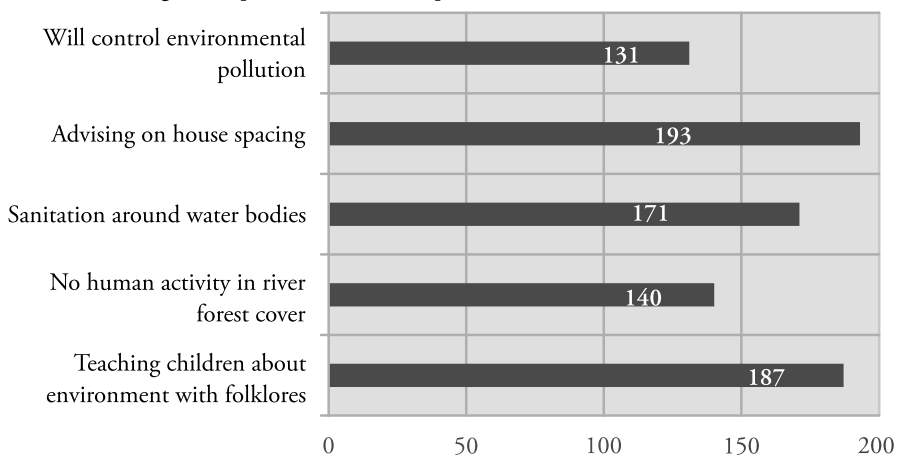 Will control environmental
pollution
131
Advising on house spacing
193
Sanitation around water bodies
171
No human activity in river
forest cover
140
Teaching children about
environment with folklores
187
0 50 100 150 200